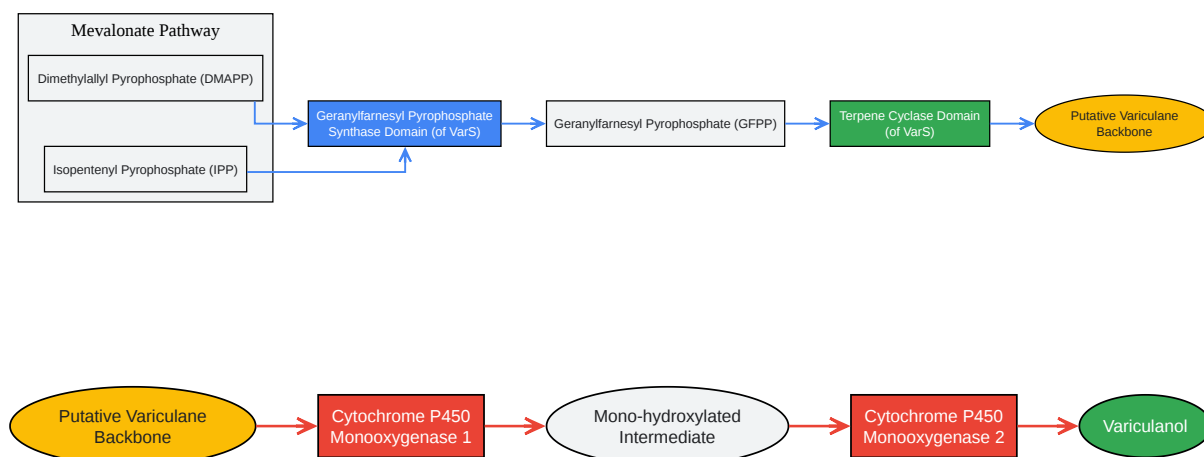 Mevalonate Pathway
Dimethylallyl Pyrophosphate (DMAPP)
Geranylfarnesyl Pyrophosphate
Synthase Domain (of VarS)
Geranylfarnesyl Pyrophosphate (GFPP)
Terpene Cyclase Domain
(of VarS)
Putative Variculane
Backbone
Isopentenyl Pyrophosphate (IPP)
Putative Variculane
Backbone
Cytochrome P450
Monooxygenase 1
Mono-hydroxylated
Intermediate
Cytochrome P450
Monooxygenase 2
Variculanol